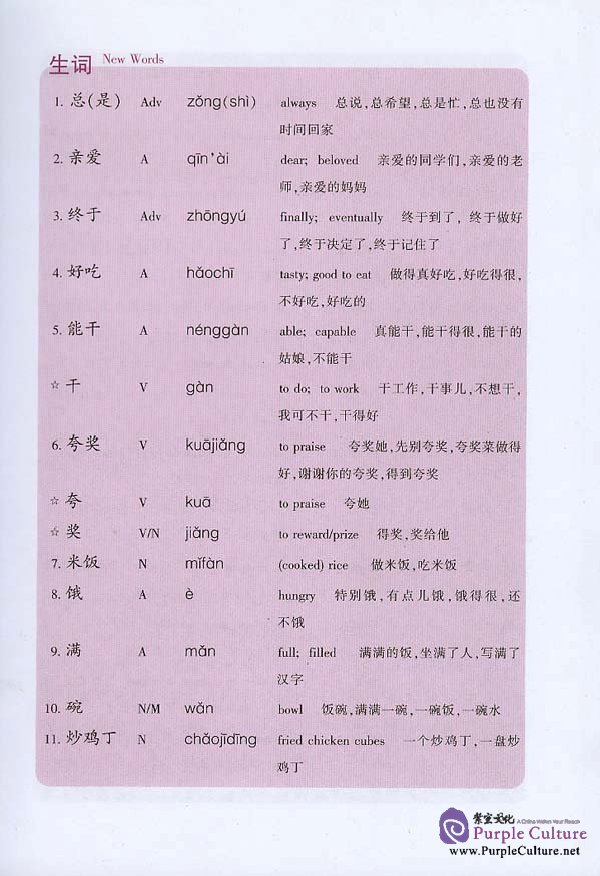 生词 New Words
1. 总(是) Adv zǒng(shì) always 总说,总希望,总是忙,总也没有
时间回家
2. 亲爱 A qīn'ài dear; beloved 亲爱的同学们,亲爱的老
师,亲爱的妈妈
3. 终于 Adv zhōngyú finally; eventually 终于到了, 终于做好
了,终于决定了,终于记住了
4. 好吃 A hǎochī tasty; good to eat 做得真好吃,好吃得很,
不好吃,好吃的
5. 能干 A nénggàn able; capable 真能干,能干得很,能干的
姑娘,不能干
☆ 干 V gàn to do; to work 干工作,干事儿,不想干,
我可不干,干得好
6. 夸奖 V kuājiǎng to praise 夸奖她,先别夸奖,夸奖菜做得
好,谢谢你的夸奖,得到夸奖
☆ 夸 V kuā to praise 夸她
☆ 奖 V/N jiǎng to reward/prize 得奖,奖给他
7. 米饭 N mǐfàn (cooked) rice 做米饭,吃米饭
8. 饿 A è hungry 特别饿,有点儿饿,饿得很,还
不饿
9. 满 A mǎn full; filled 满满的饭,坐满了人,写满了
汉字
10. 碗 N/M wǎn bowl 饭碗,满满一碗,一碗饭,一碗水
11. 炒鸡丁 N chǎojīdīng fried chicken cubes 一个炒鸡丁,一盘炒
鸡丁
紫宸文化 A China Within Your Reach
Purple Culture
www.PurpleCulture.net